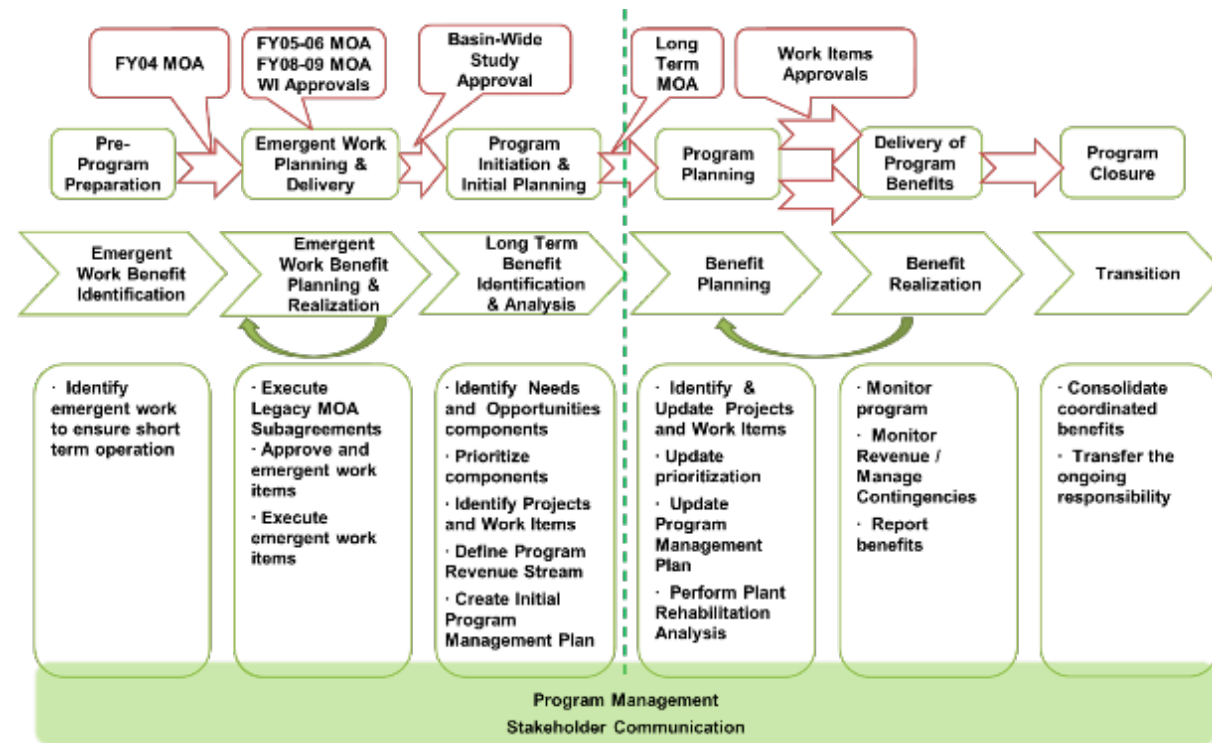 FY04 MOA
FY05-06 MOA
FY08-09 MOA
WI Approvals
Basin-Wide
Study
Approval
Long
Term
MOA
Work Items
Approvals
Pre-
Program
Preparation
Emergent Work
Planning &
Delivery
Program
Initiation &
Initial Planning
Program
Planning
Delivery of
Program
Benefits
Program
Closure
Emergent
Work Benefit
Identification
Emergent
Work Benefit
Planning &
Realization
Long Term
Benefit
Identification
& Analysis
Benefit
Planning
Benefit
Realization
Transition
· Identify
emergent work
to ensure short
term operation
· Execute
Legacy MOA
Subagreements
· Approve and
emergent work
items
· Execute
emergent work
items
· Identify Needs
and Opportunities
components
· Prioritize
components
· Identify Projects
and Work Items
· Define Program
Revenue Stream
· Create Initial
Program
Management Plan
· Identify &
Update Projects
and Work Items
· Update
prioritization
· Update
Program
Management
Plan
· Perform Plant
Rehabilitation
Analysis
· Monitor
program
· Monitor
Revenue /
Manage
Contingencies
· Report
benefits
· Consolidate
coordinated
benefits
· Transfer the
ongoing
responsibility
Program Management
Stakeholder Communication